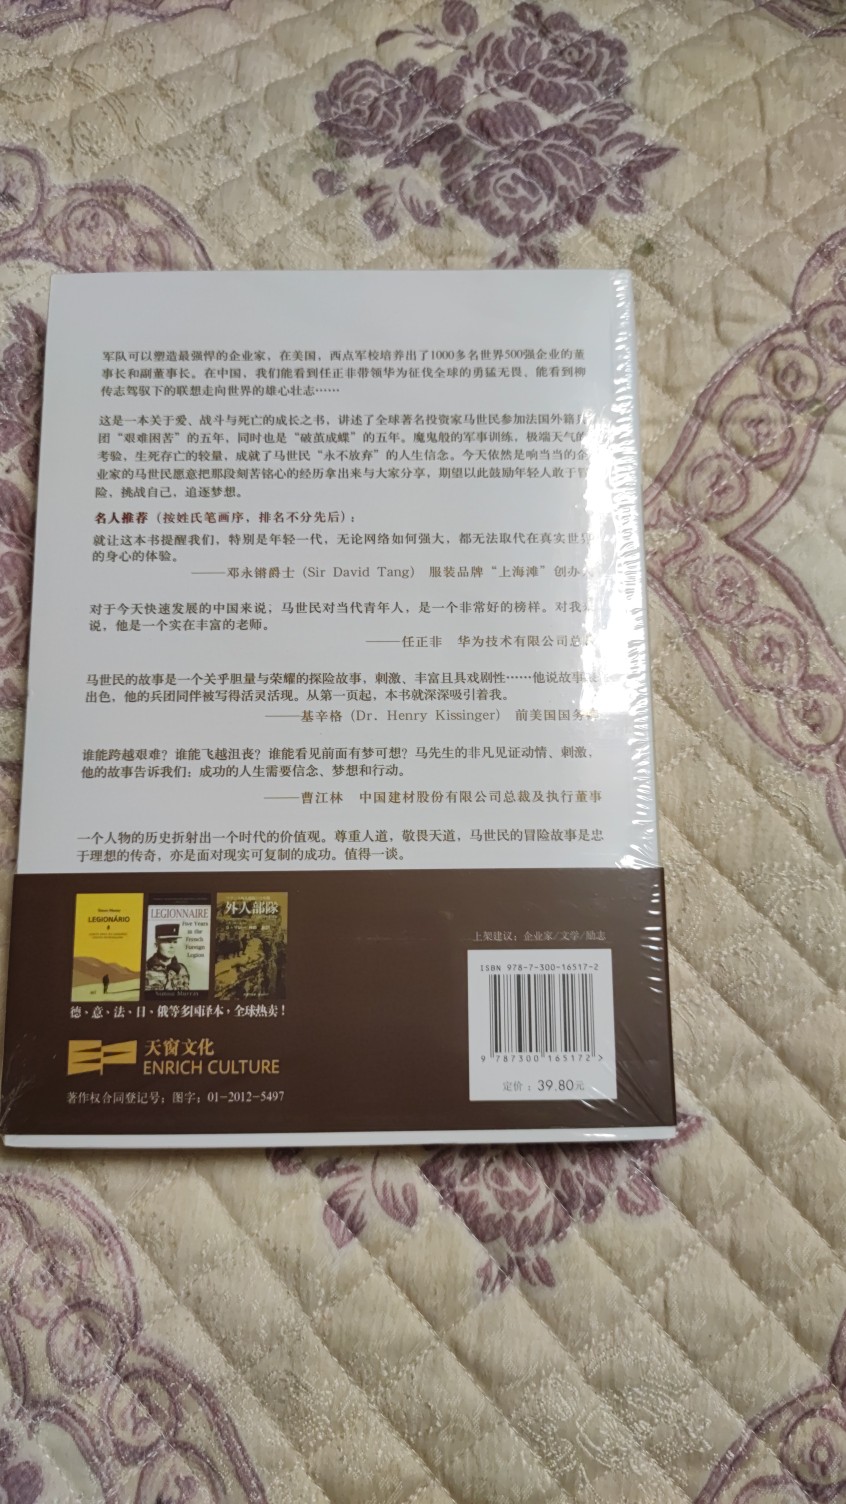 军队可以塑造最强悍的企业家，在美国，西点军校培养出了1000多名世界500强企业的董
事长和副董事长。在中国，我们能看到任正非带领华为征伐全球的勇猛无畏，能看到柳
传志驾驭下的联想走向世界的雄心壮志……
这是一本关于爱、战斗与死亡的成长之书，讲述了全球著名投资家马世民参加法国外籍
团“艰难困苦”的五年，同时也是“破茧成蝶”的五年。魔鬼般的军事训练，极端天气的
考验，生死存亡的较量，成就了马世民“永不放弃”的人生信念。今天依然是响当当的企
业家的马世民愿意把那段刻苦铭心的经历拿出来与大家分享，期望以此鼓励年轻人敢于冒
险，挑战自己，追逐梦想。
名人推荐（按姓氏笔画序，排名不分先后）：
就让这本书提醒我们，特别是年轻一代，无论网络如何强大，都无法取代在真实世界
的身心的体验。
——邓永锵爵士（Sir David Tang） 服装品牌“上海滩”创办
对于今天快速发展的中国来说，马世民对当代青年人，是一个非常好的榜样。对我
说，他是一个实在丰富的老师。
——任正非 华为技术有限公司总
马世民的故事是一个关乎胆量与荣耀的探险故事，刺激、丰富且具戏剧性……他说故事
出色，他的兵团同伴被写得活灵活现。从第一页起，本书就深深吸引着我。
——基辛格（Dr. Henry Kissinger） 前美国国务
谁能跨越艰难？谁能飞越沮丧？谁能看见前面有梦可想？马先生的非凡见证动情、刺激，
他的故事告诉我们：成功的人生需要信念、梦想和行动。
——曹江林 中国建材股份有限公司总裁及执行董事
一个人物的历史折射出一个时代的价值观。尊重人道，敬畏天道，马世民的冒险故事是忠
于理想的传奇，亦是面对现实可复制的成功。值得一谈。
LEGIONÁRIO
LEGIONNAIRE
Five Years
in the
French
Foreign
Legion
外人部隊
德、意、法、日、俄等多国译本，全球热卖！
天窗文化
ENRICH CULTURE
著作权合同登记号：图字：01-2012-5497
上架建议：企业家/文学/励志
ISBN 978-7-300-16517-2
9 787300 165172 >
定价：39.80元